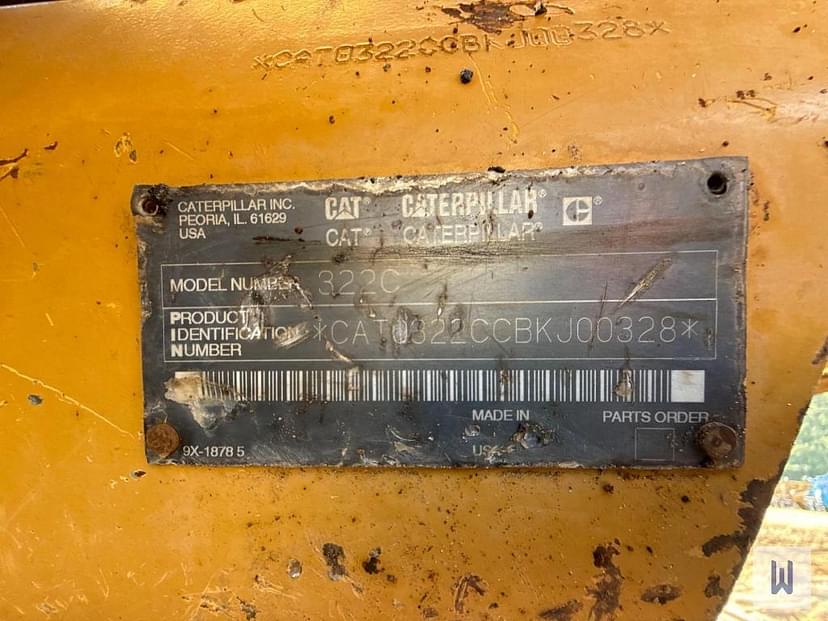 *CAT0322CCBKJ00328*
CATERPILLAR INC.
PEORIA, IL. 61629
USA
CAT® CATERPILLAR® C®
CAT® CATERPILLAR®
MODEL NUMBER 322C
PRODUCT
IDENTIFICATION *CAT0322CCBKJ00328*
NUMBER
MADE IN PARTS ORDER
9X-1878 5
W